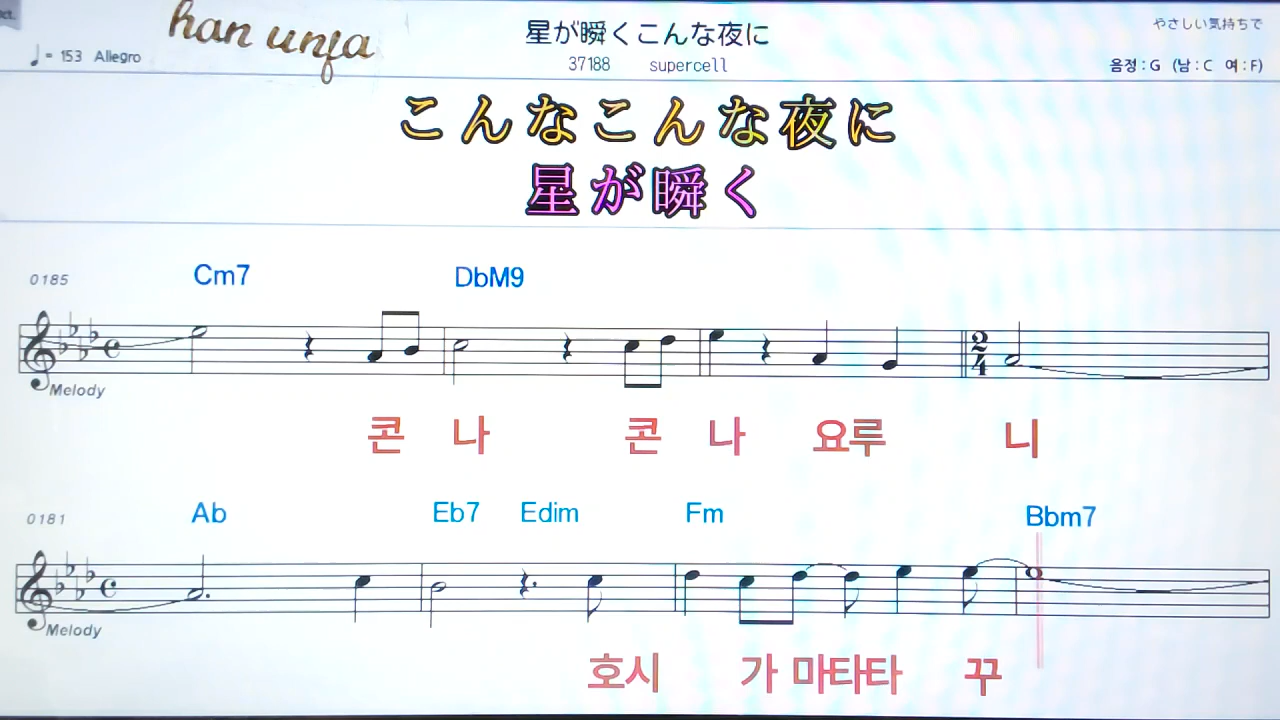 ct.
han unja
星が瞬くこんな夜に
やさしい気持ちで
♩= 153 Allegro
37188 supercell
음정 : G (남 : C 여 : F)
こんなこんな夜に
星が瞬く
0185
Cm7 DbM9
2/4
Melody
콘 나 콘 나 요루 니
0181
Ab Eb7 Edim Fm Bbm7
Melody
호시 가 마타타 꾸